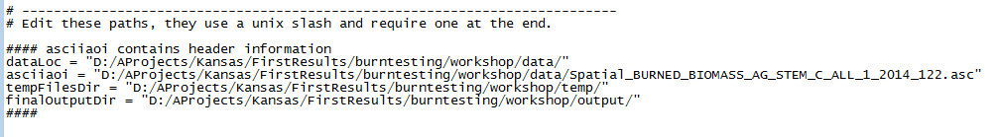 # ---------------------------------------------------------------------------
# Edit these paths, they use a unix slash and require one at the end.
#### asciiaoi contains header information
dataLoc = "D:/AProjects/Kansas/FirstResults/burntesting/workshop/data/"
asciiaoi = "D:/AProjects/Kansas/FirstResults/burntesting/workshop/data/Spatial_BURNED_BIOMASS_AG_STEM_C_ALL_1_2014_122.asc"
tempFilesDir = "D:/AProjects/Kansas/FirstResults/burntesting/workshop/temp/"
finalOutputDir = "D:/AProjects/Kansas/FirstResults/burntesting/workshop/output/"
####